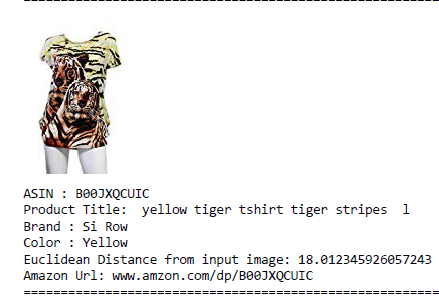 ============================================================
ASIN : B00JXQCUIC
Product Title:  yellow tiger tshirt tiger stripes  l
Brand : Si Row
Color : Yellow
Euclidean Distance from input image: 18.012345926057243
Amazon Url: www.amzon.com/dp/B00JXQCUIC
============================================================